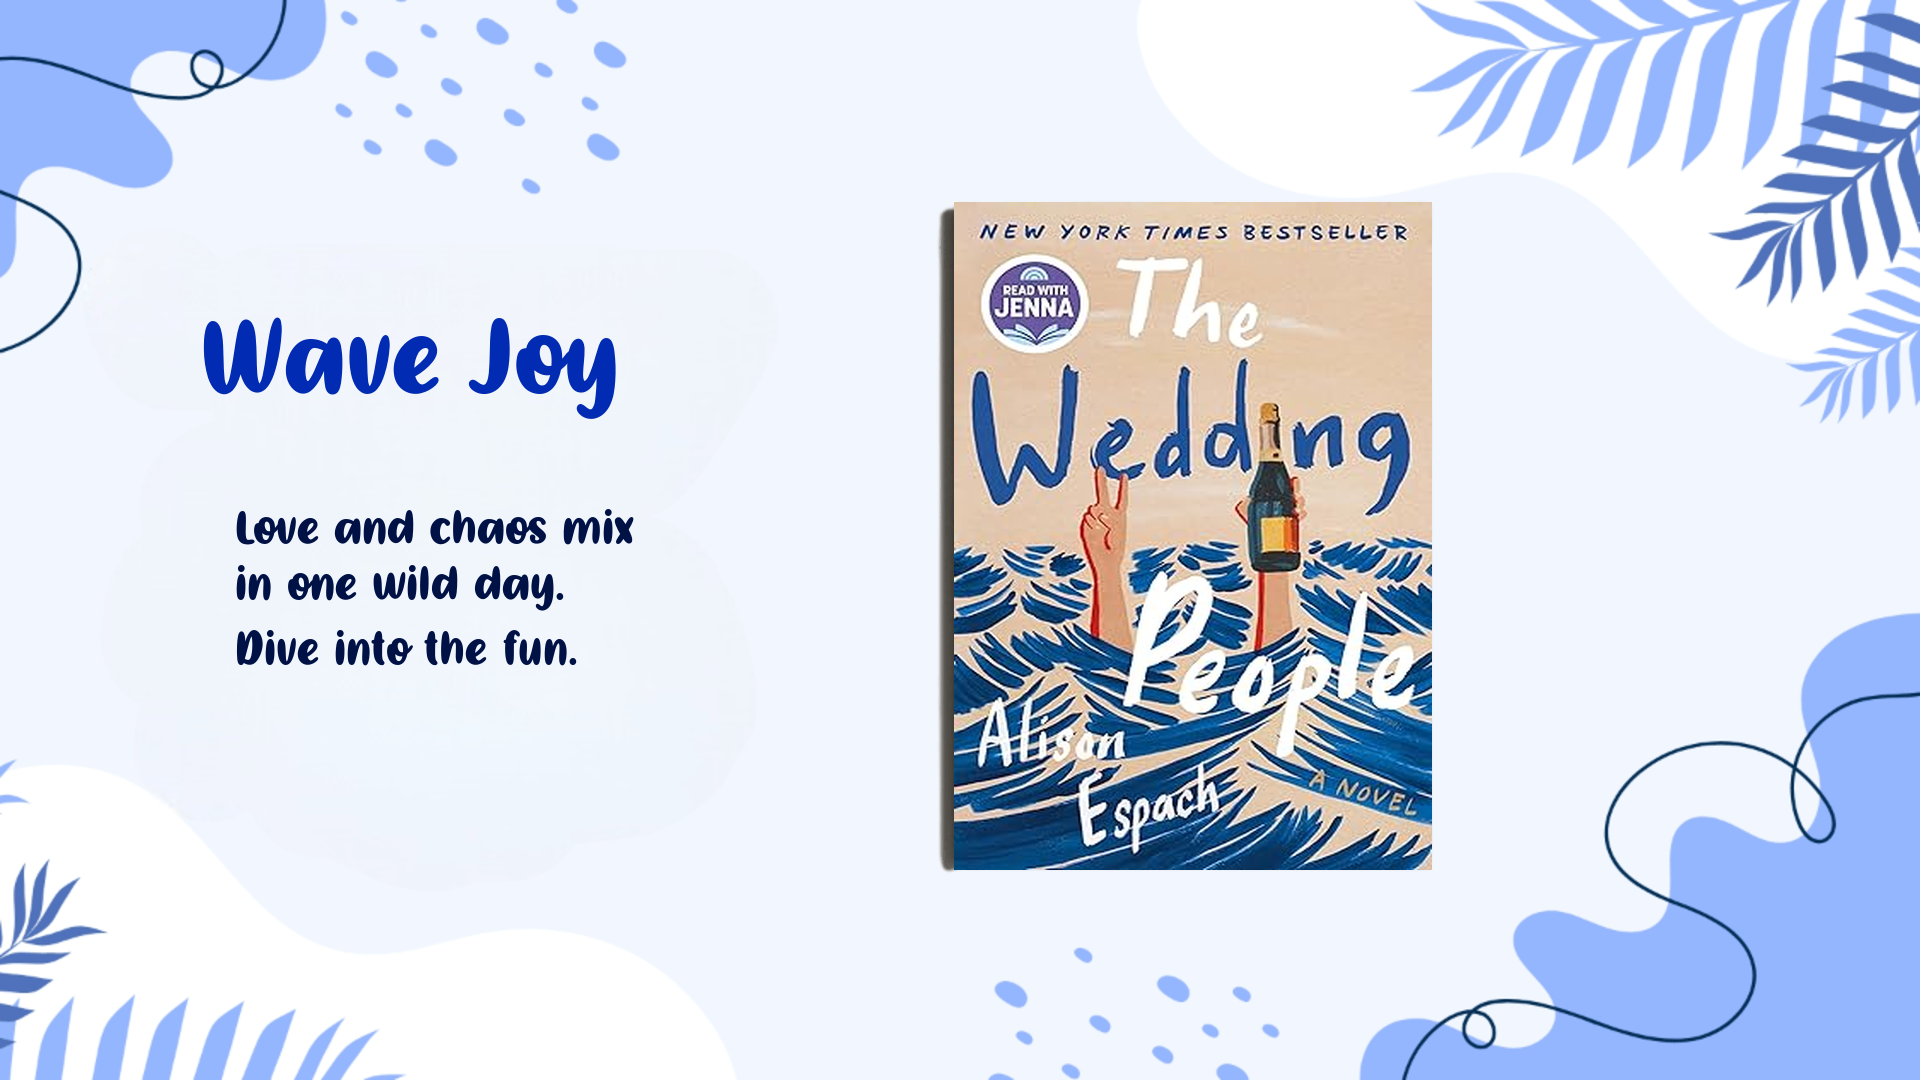 Wave Joy
Love and chaos mix
in one wild day.
Dive into the fun.
NEW YORK TIMES BESTSELLER
READ WITH
JENNA
The
Wedding
People
Alison
Espach
A NOVEL